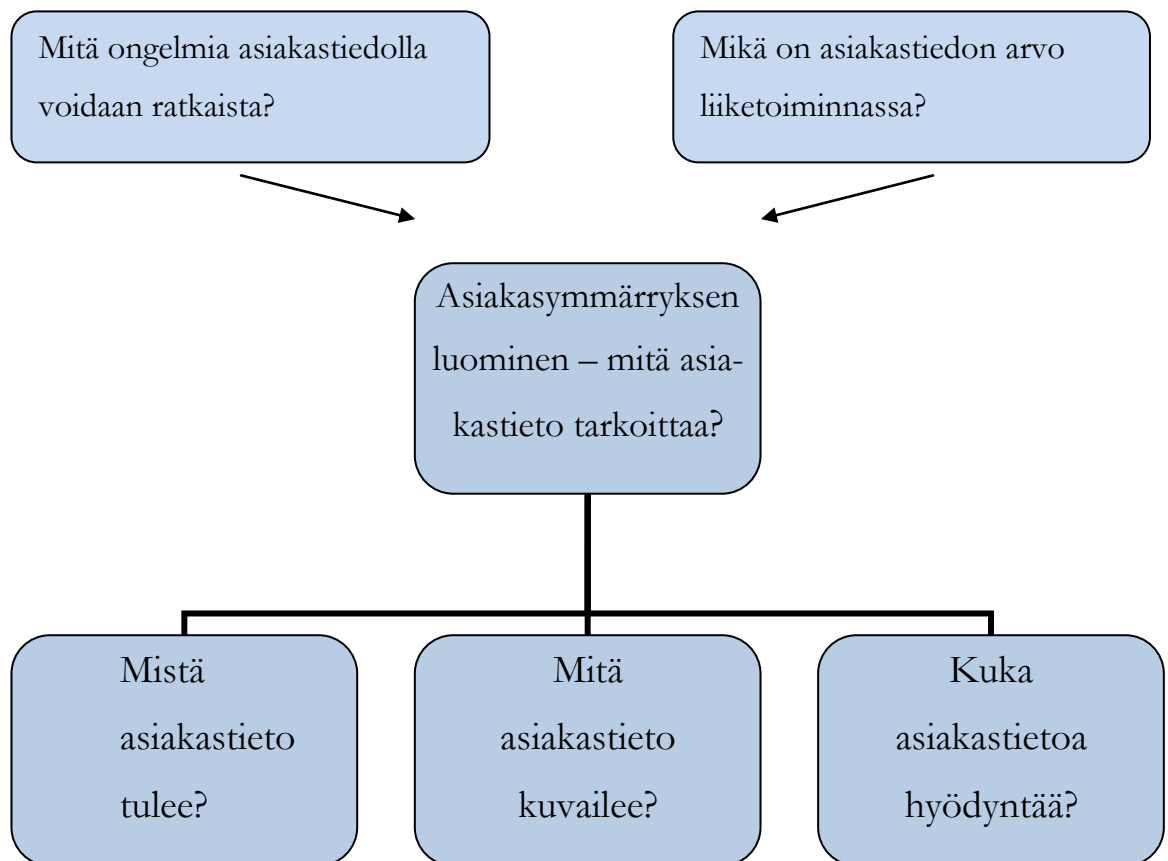 Mitä ongelmia asiakastiedolla
voidaan ratkaista?
Mikä on asiakastiedon arvo
liiketoiminnassa?
Asiakasymmärryksen
luominen – mitä asia-
kastieto tarkoittaa?
Mistä
asiakastieto
tulee?
Mitä
asiakastieto
kuvailee?
Kuka
asiakastietoa
hyödyntää?